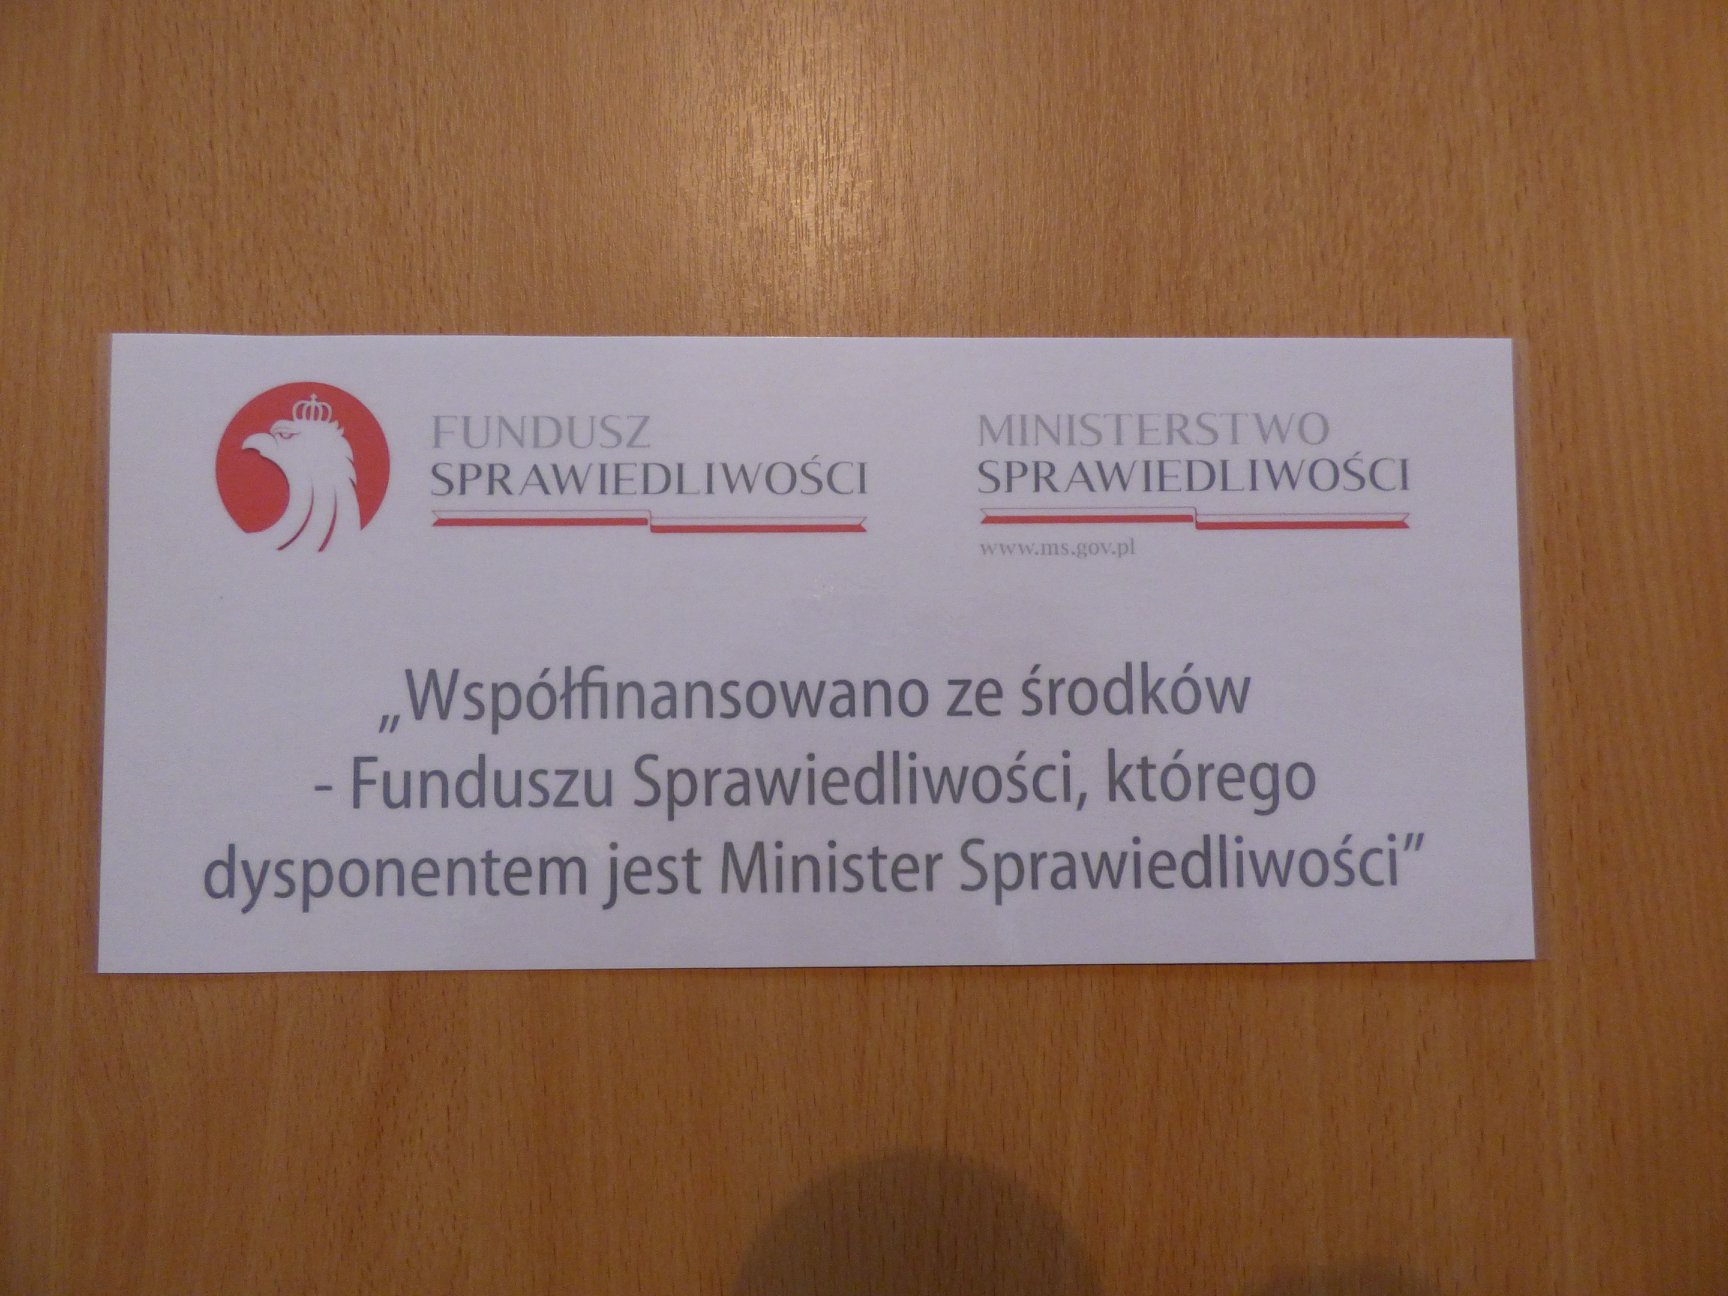 FUNDUSZ
SPRAWIEDLIWOŚCI
MINISTERSTWO
SPRAWIEDLIWOŚCI
www.ms.gov.pl
„Współfinansowano ze środków
- Funduszu Sprawiedliwości, którego
dysponentem jest Minister Sprawiedliwości”